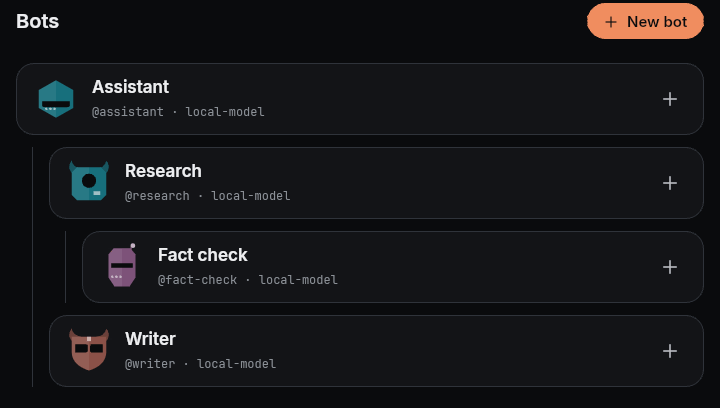 Bots
+ New bot
Assistant
@assistant · local-model
Research
@research · local-model
Fact check
@fact-check · local-model
Writer
@writer · local-model